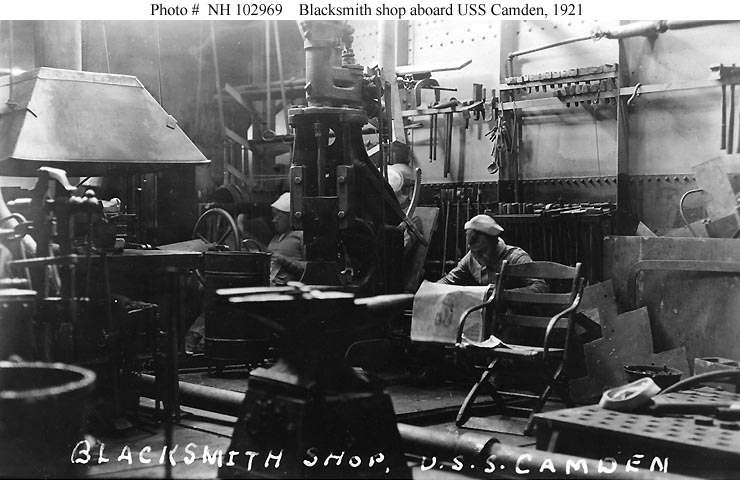 Photo # NH 102969 Blacksmith shop aboard USS Camden, 1921
BLACKSMITH SHOP, U.S.S. CAMDEN